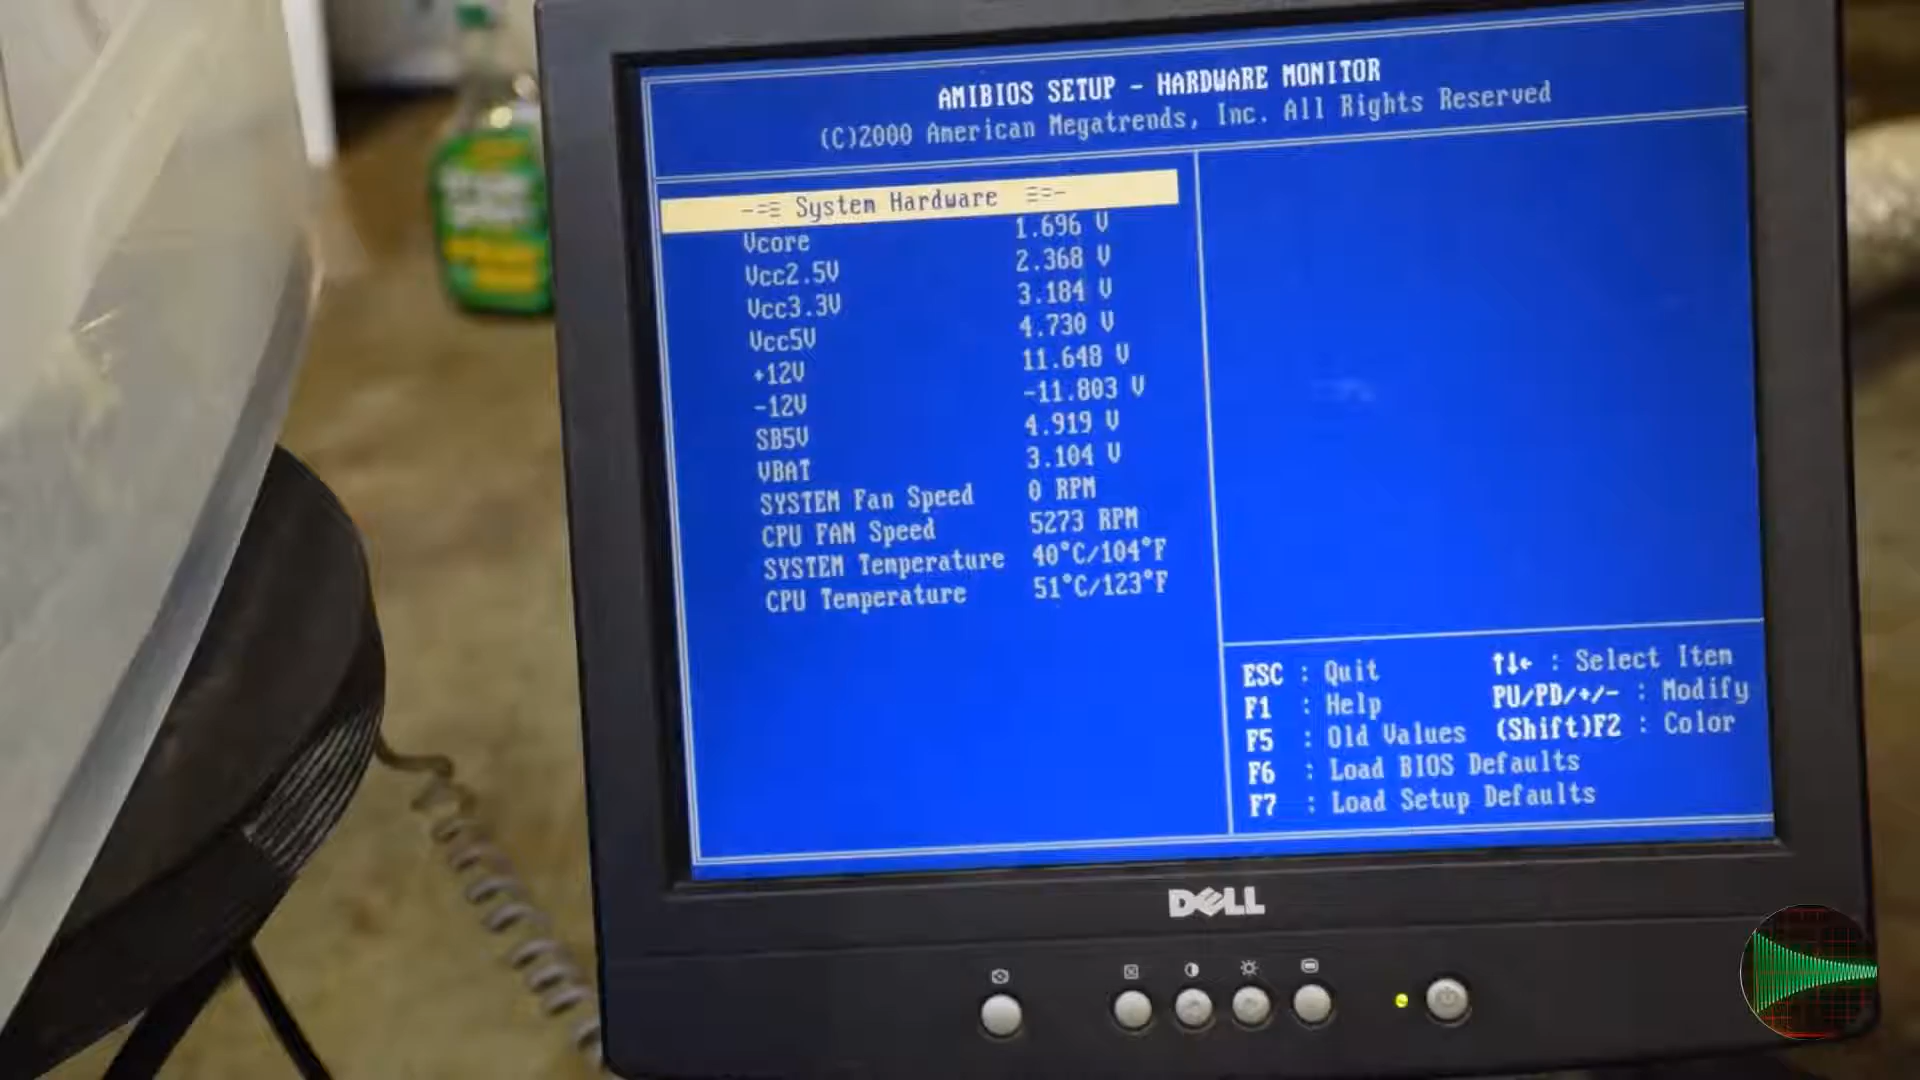 AMIBIOS SETUP - HARDWARE MONITOR
(C)2000 American Megatrends, Inc. All Rights Reserved
-=≡ System Hardware ≡=-
Vcore 1.696 V
Vcc2.5V 2.368 V
Vcc3.3V 3.184 V
Vcc5V 4.730 V
+12V 11.648 V
-12V -11.803 V
SB5V 4.919 V
VBAT 3.104 V
SYSTEM Fan Speed 0 RPM
CPU FAN Speed 5273 RPM
SYSTEM Temperature 40°C/104°F
CPU Temperature 51°C/123°F
ESC : Quit ↑↓← : Select Item
F1 : Help PU/PD/+/- : Modify
F5 : Old Values (Shift)F2 : Color
F6 : Load BIOS Defaults
F7 : Load Setup Defaults
DELL